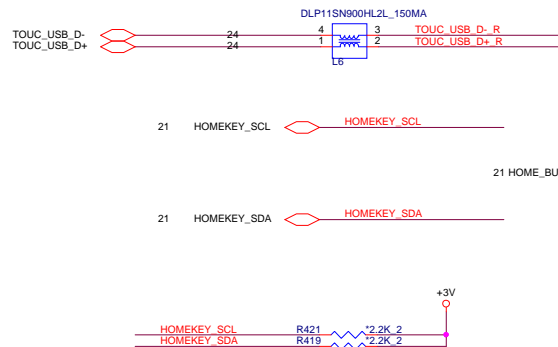 DLP11SN900HL2L_150MA
TOUC_USB_D- 24 4 3 TOUC_USB_D-_R
TOUC_USB_D+ 24 1 2 TOUC_USB_D+_R
L6
21 HOMEKEY_SCL HOMEKEY_SCL
21 HOME_BU
21 HOMEKEY_SDA HOMEKEY_SDA
+3V
HOMEKEY_SCL R421 *2.2K_2
HOMEKEY_SDA R419 *2.2K_2